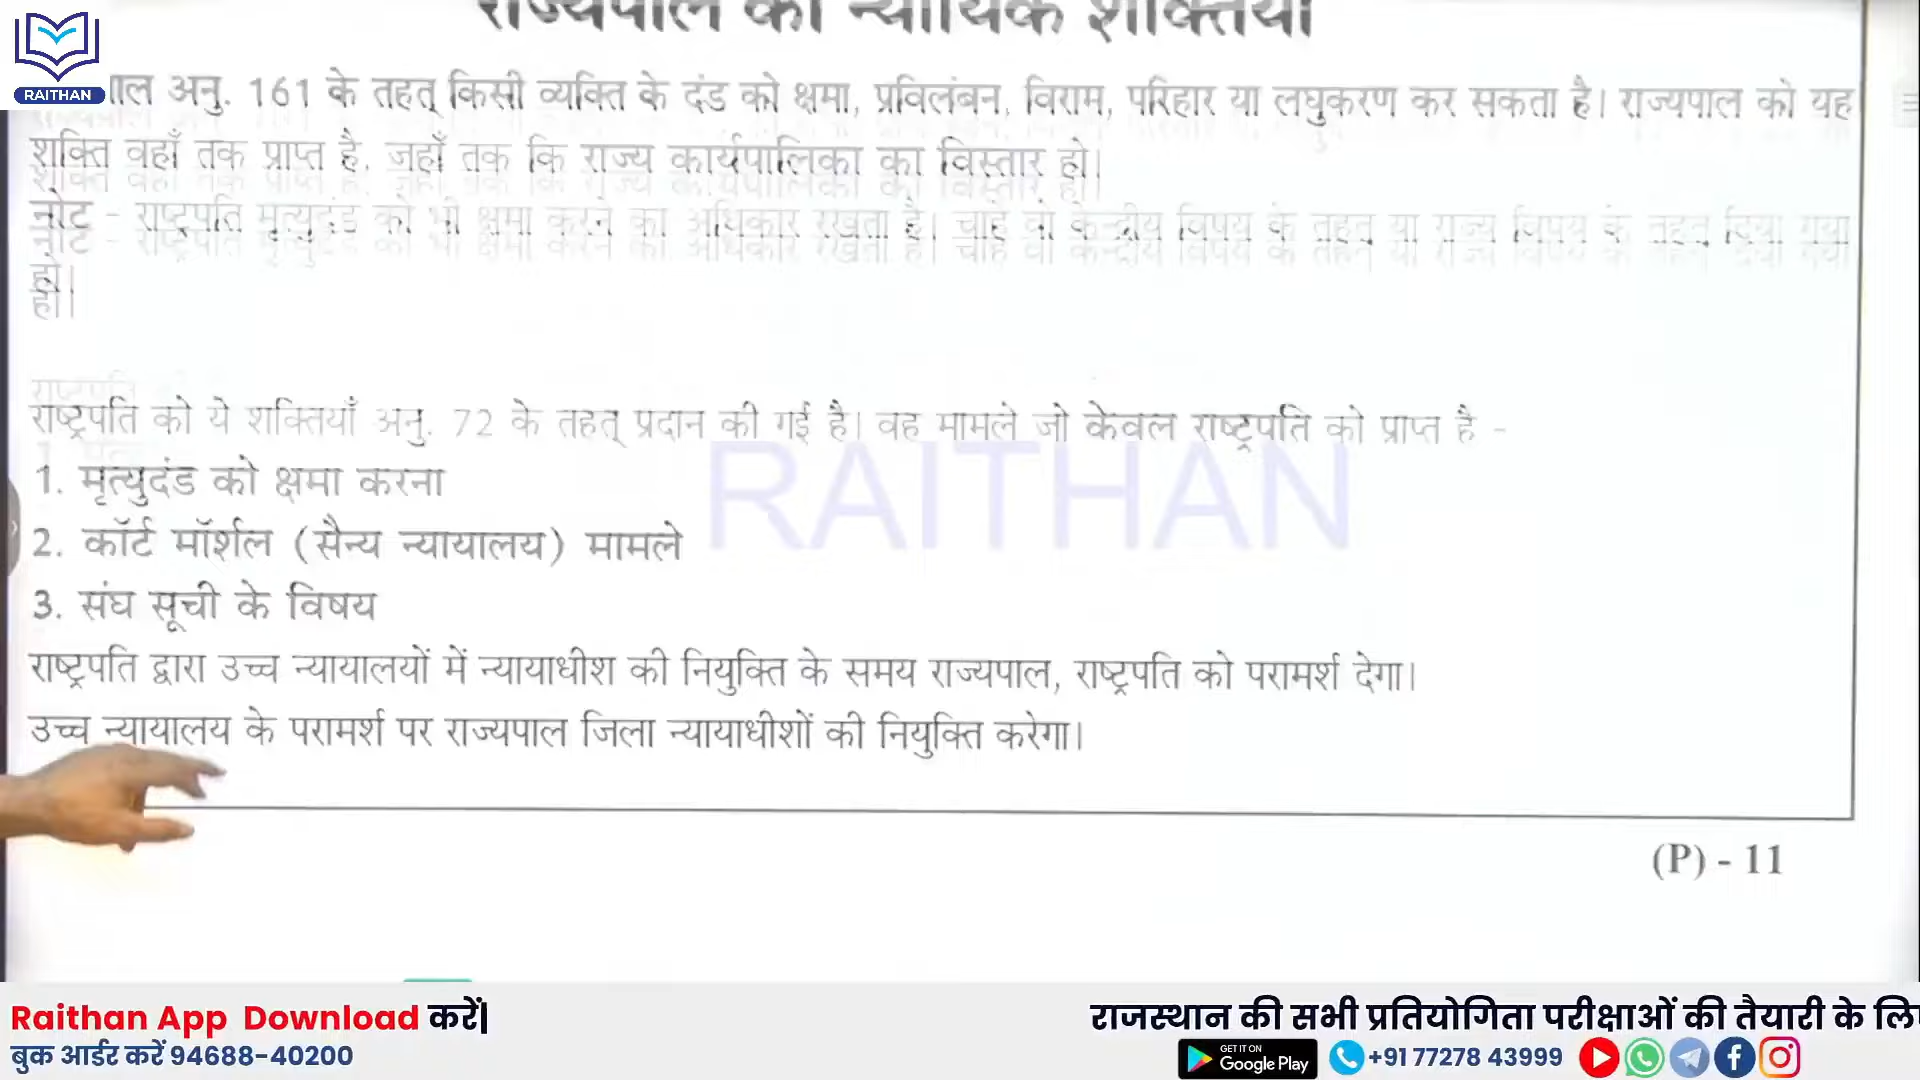 राज्यपाल की न्यायिक शक्तियाँ
RAITHAN
पाल अनु. 161 के तहत् किसी व्यक्ति के दंड को क्षमा, प्रविलंबन, विराम, परिहार या लघुकरण कर सकता है। राज्यपाल को यह
शक्ति वहाँ तक प्राप्त है, जहाँ तक कि राज्य कार्यपालिका का विस्तार हो।
नोट - राष्ट्रपति मृत्युदंड को भी क्षमा करने का अधिकार रखता है। चाहे वो केन्द्रीय विषय के तहत् या राज्य विषय के तहत् दिया गया
हो।
राष्ट्रपति को ये शक्तियाँ अनु. 72 के तहत् प्रदान की गई है। वह मामले जो केवल राष्ट्रपति को प्राप्त है -
1. मृत्युदंड को क्षमा करना
RAITHAN
2. कॉर्ट मॉर्शल (सैन्य न्यायालय) मामले
3. संघ सूची के विषय
राष्ट्रपति द्वारा उच्च न्यायालयों में न्यायाधीश की नियुक्ति के समय राज्यपाल, राष्ट्रपति को परामर्श देगा।
उच्च न्यायालय के परामर्श पर राज्यपाल जिला न्यायाधीशों की नियुक्ति करेगा।
(P) - 11
Raithan App Download करें|
राजस्थान की सभी प्रतियोगिता परीक्षाओं की तैयारी के लि
बुक आर्डर करें 94688-40200
GET IT ON
Google Play
+91 77278 43999